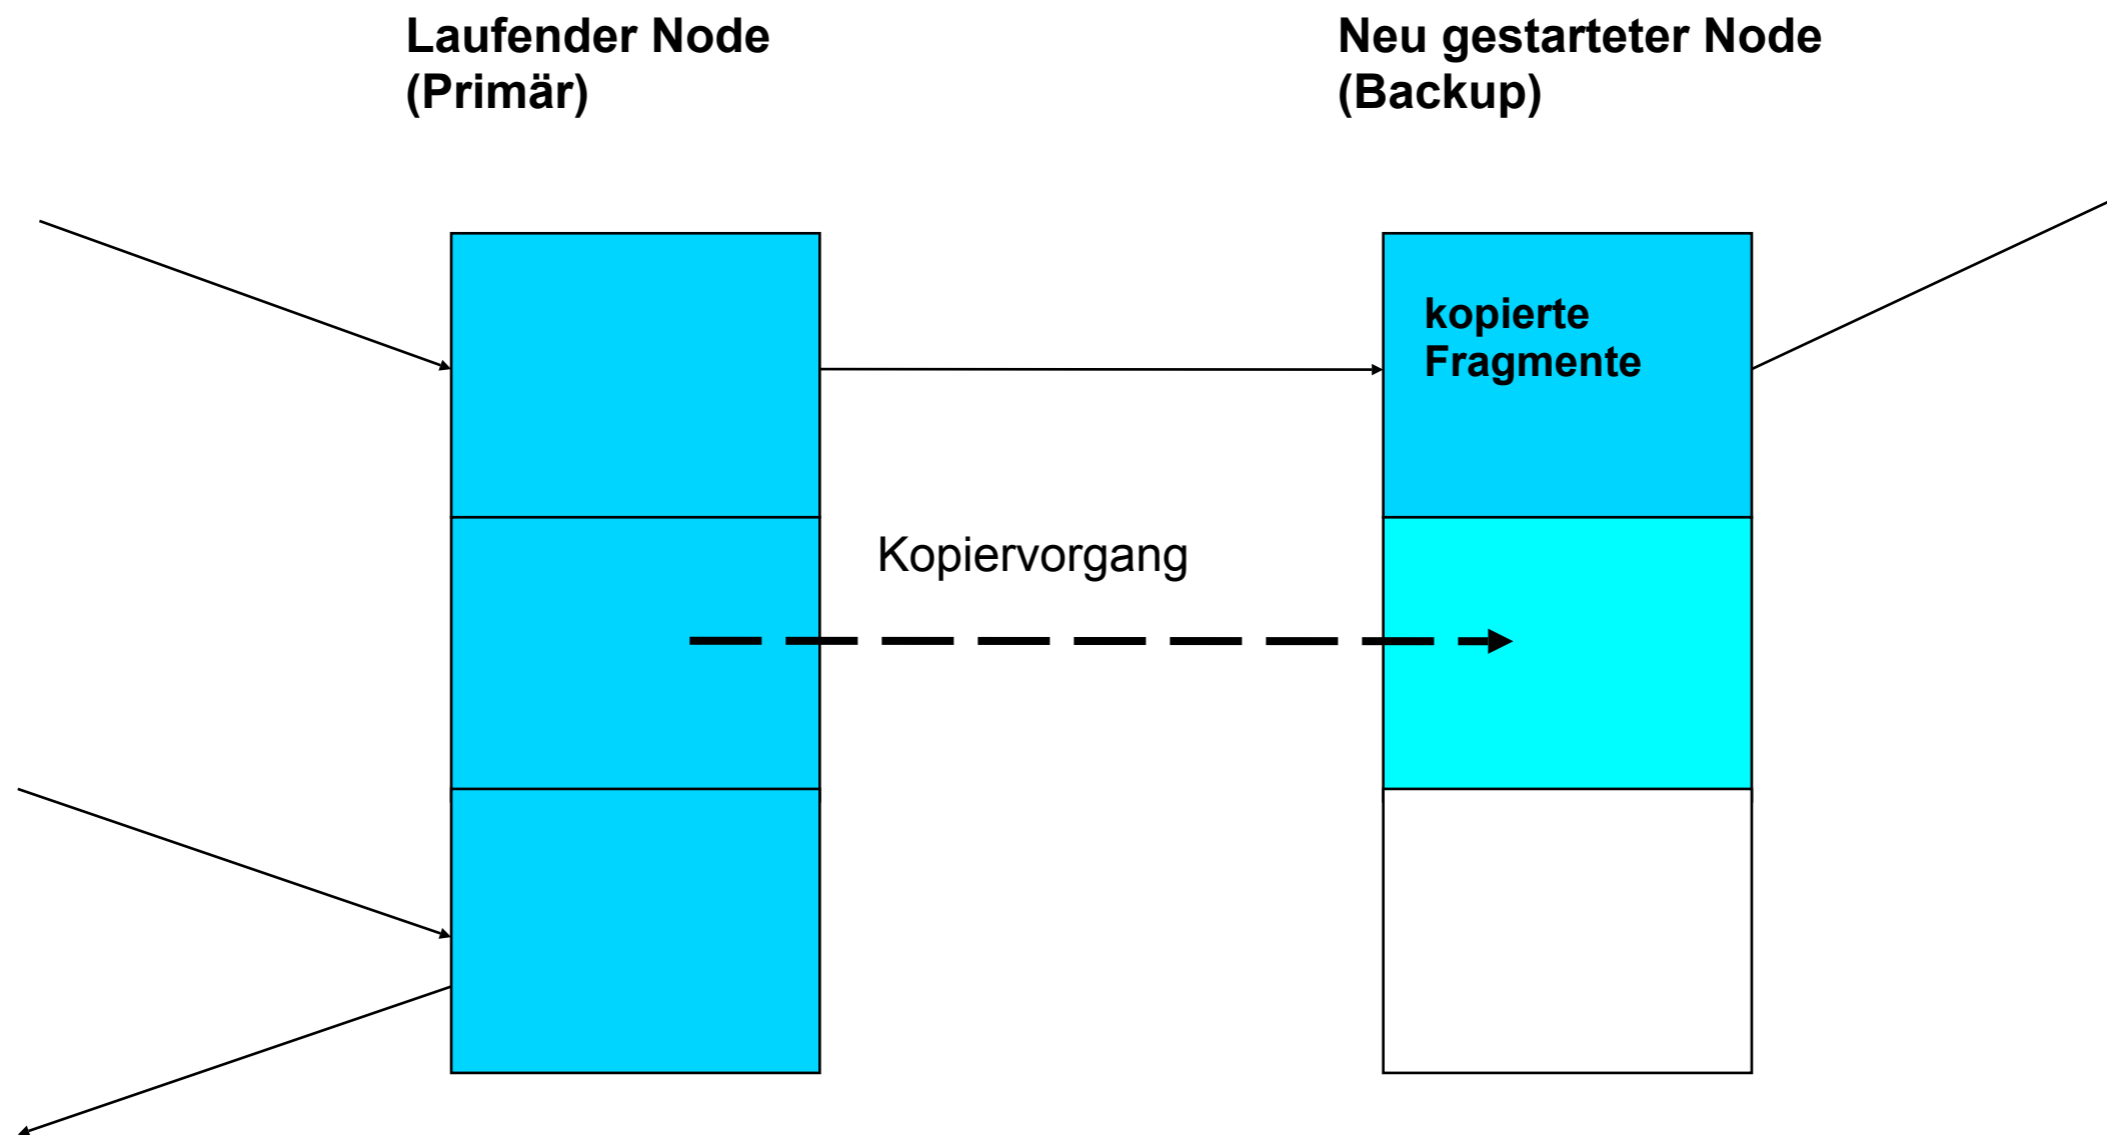 Laufender Node
(Primär)
Neu gestarteter Node
(Backup)
kopierte
Fragmente
Kopiervorgang